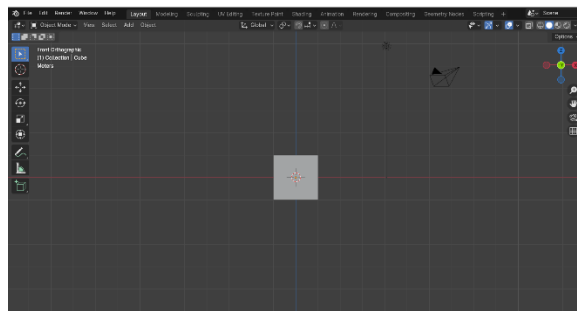 File Edit Render Window Help Layout Modeling Sculpting UV Editing Texture Paint Shading Animation Rendering Compositing Geometry Nodes Scripting + Scene
Object Mode View Select Add Object Global
Options
Front Orthographic
(1) Collection | Cube
Meters